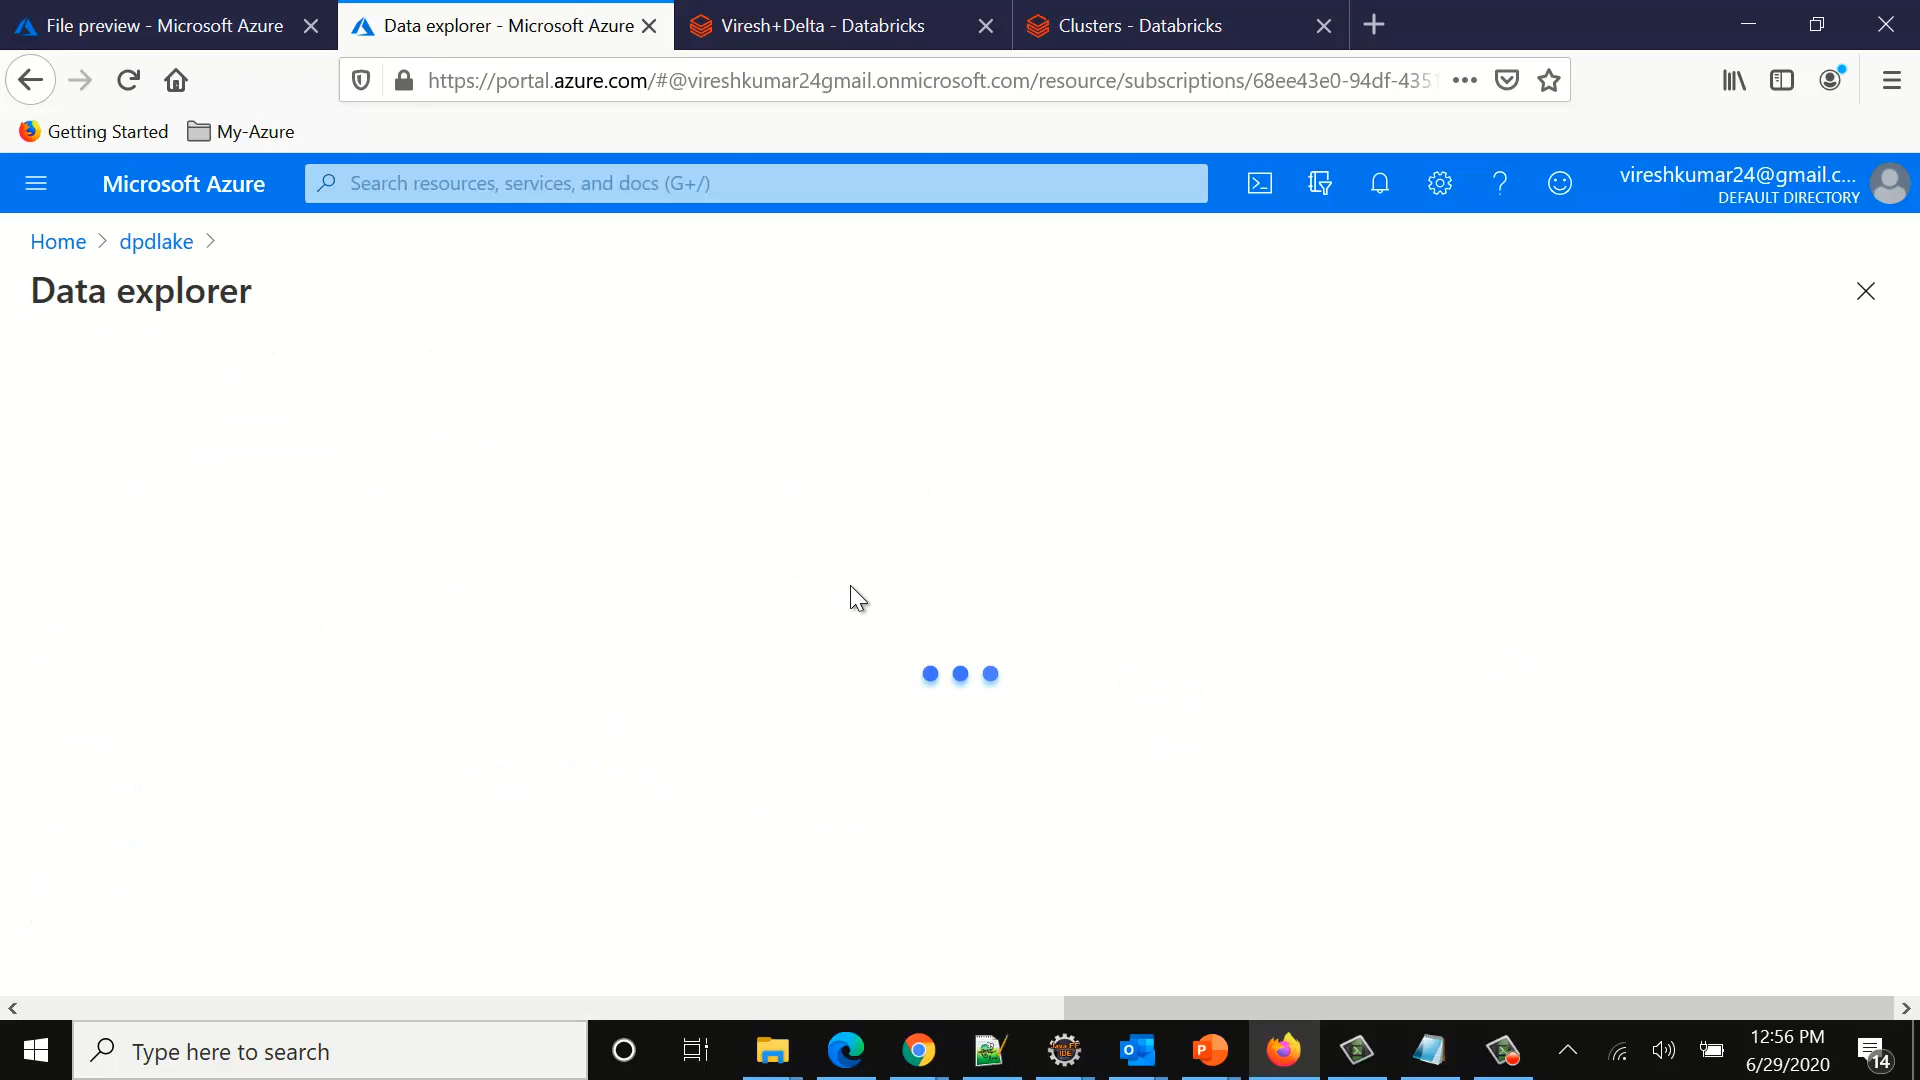 File preview - Microsoft Azure
Data explorer - Microsoft Azure
Viresh+Delta - Databricks
Clusters - Databricks
https://portal.azure.com/#@vireshkumar24gmail.onmicrosoft.com/resource/subscriptions/68ee43e0-94df-4351
Getting Started
My-Azure
Microsoft Azure
Search resources, services, and docs (G+/)
vireshkumar24@gmail.c...
DEFAULT DIRECTORY
Home > dpdlake >
Data explorer
Type here to search
12:56 PM
6/29/2020
14